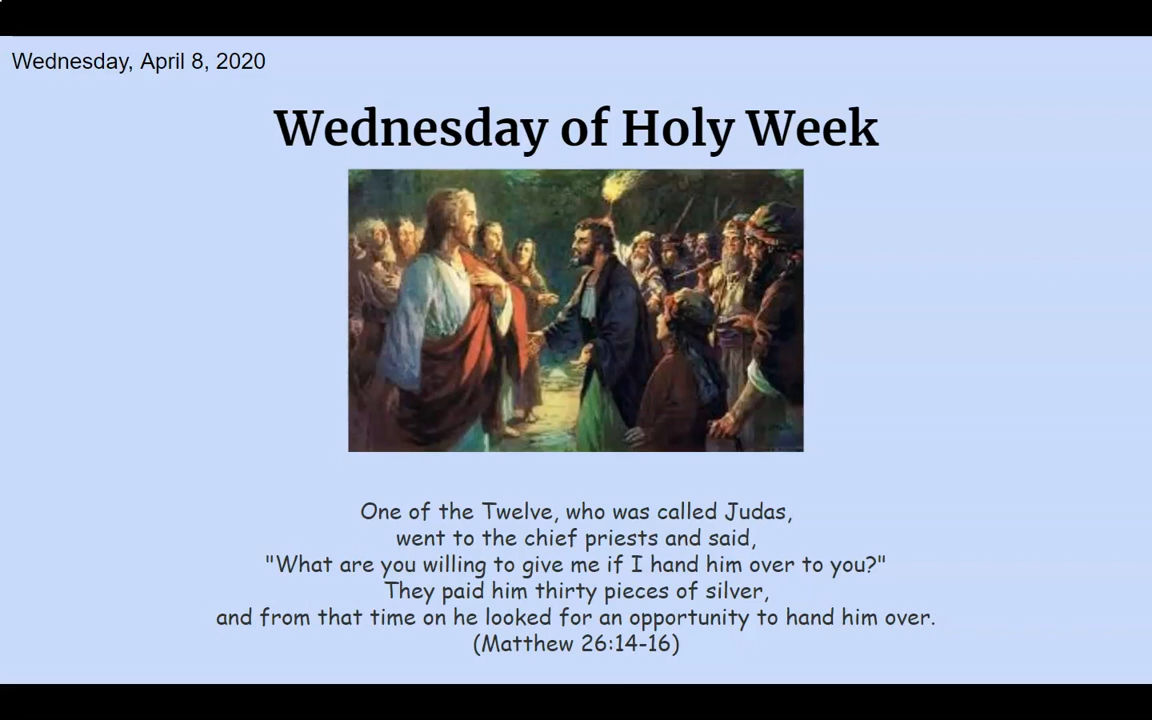 Wednesday, April 8, 2020
Wednesday of Holy Week
One of the Twelve, who was called Judas,
went to the chief priests and said,
"What are you willing to give me if I hand him over to you?"
They paid him thirty pieces of silver,
and from that time on he looked for an opportunity to hand him over.
(Matthew 26:14-16)